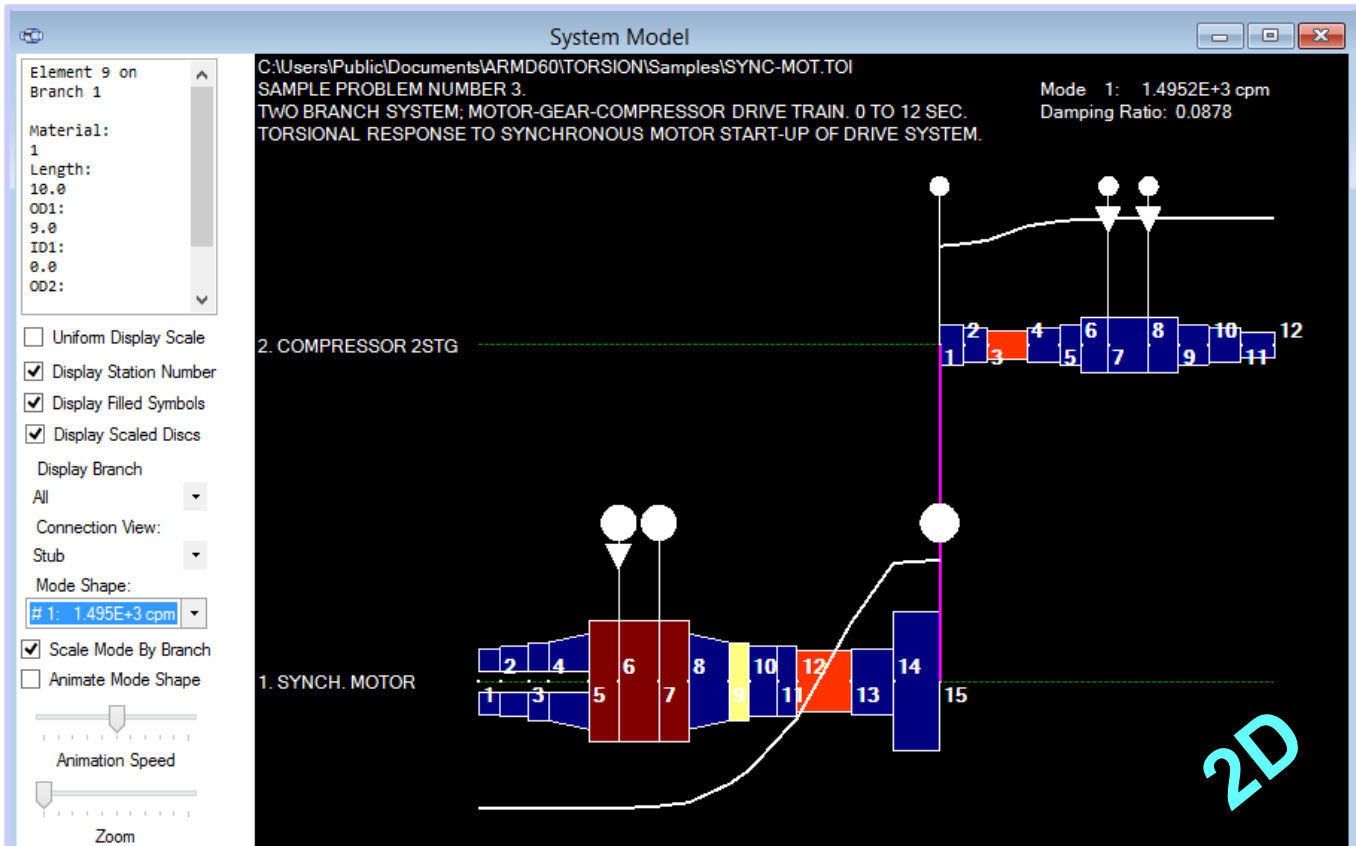 System Model
Element 9 on
Branch 1
Material:
1
Length:
10.0
OD1:
9.0
ID1:
0.0
OD2:
Uniform Display Scale
Display Station Number
Display Filled Symbols
Display Scaled Discs
Display Branch
All
Connection View:
Stub
Mode Shape:
# 1: 1.495E+3 cpm
Scale Mode By Branch
Animate Mode Shape
Animation Speed
Zoom
C:\Users\Public\Documents\ARMD60\TORSION\Samples\SYNC-MOT.TOI
SAMPLE PROBLEM NUMBER 3.
TWO BRANCH SYSTEM; MOTOR-GEAR-COMPRESSOR DRIVE TRAIN. 0 TO 12 SEC.
TORSIONAL RESPONSE TO SYNCHRONOUS MOTOR START-UP OF DRIVE SYSTEM.
Mode 1: 1.4952E+3 cpm
Damping Ratio: 0.0878
2. COMPRESSOR 2STG
1 2 3 4 5 6 7 8 9 10 11 12
1. SYNCH. MOTOR
1 2 3 4 5 6 7 8 9 10 11 12 13 14 15
2D